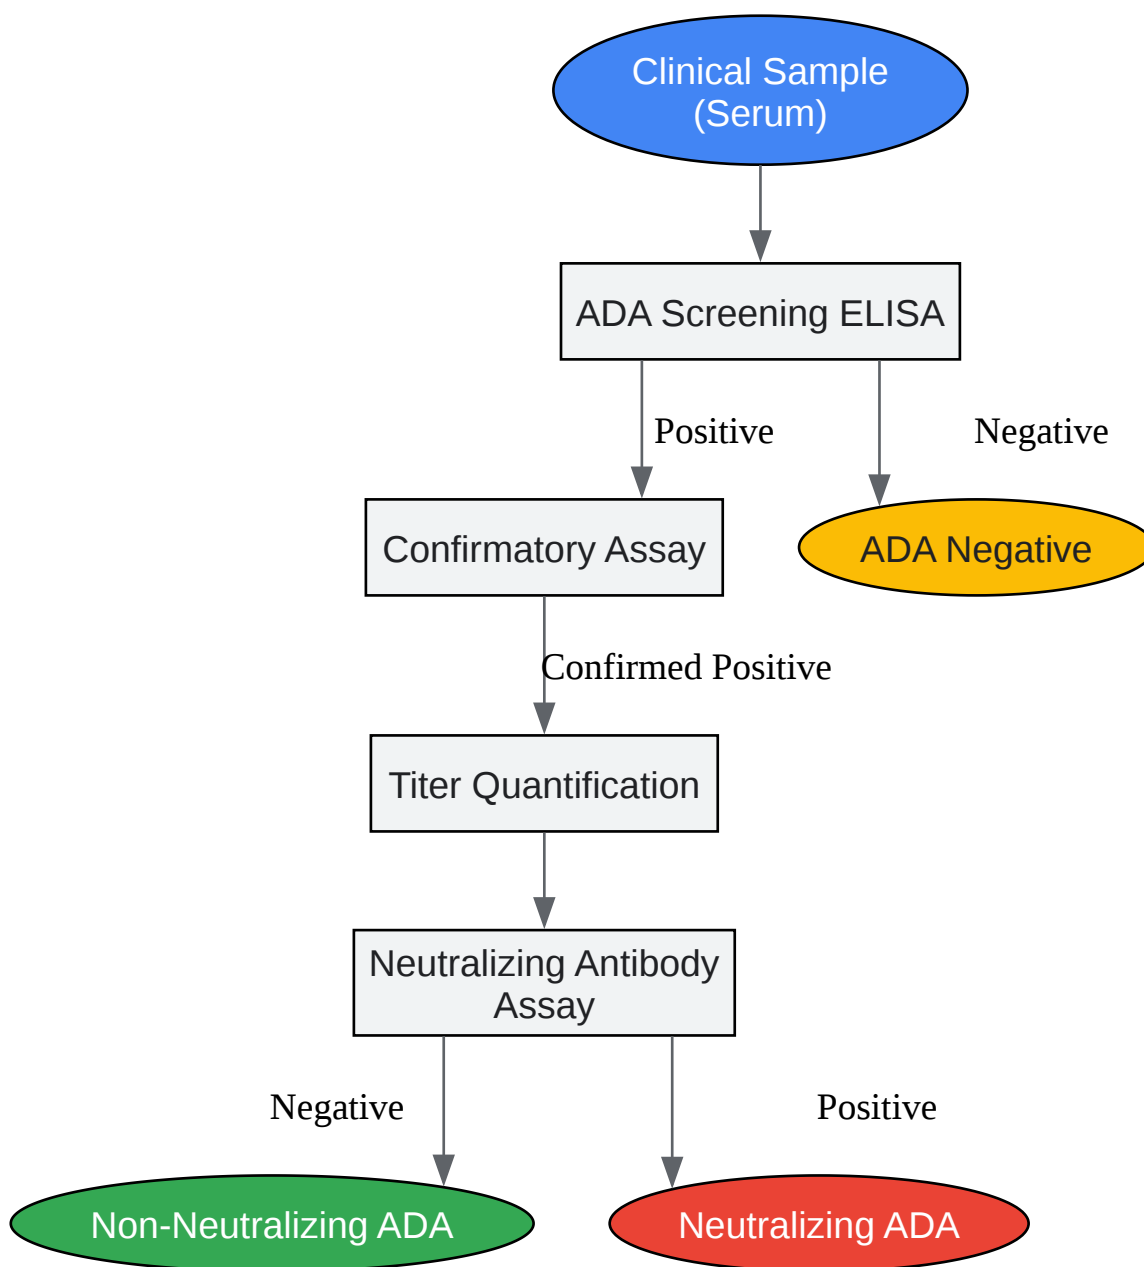 Clinical Sample
(Serum)
ADA Screening ELISA
Positive
Negative
Confirmatory Assay
ADA Negative
Confirmed Positive
Titer Quantification
Neutralizing Antibody
Assay
Negative
Positive
Non-Neutralizing ADA
Neutralizing ADA